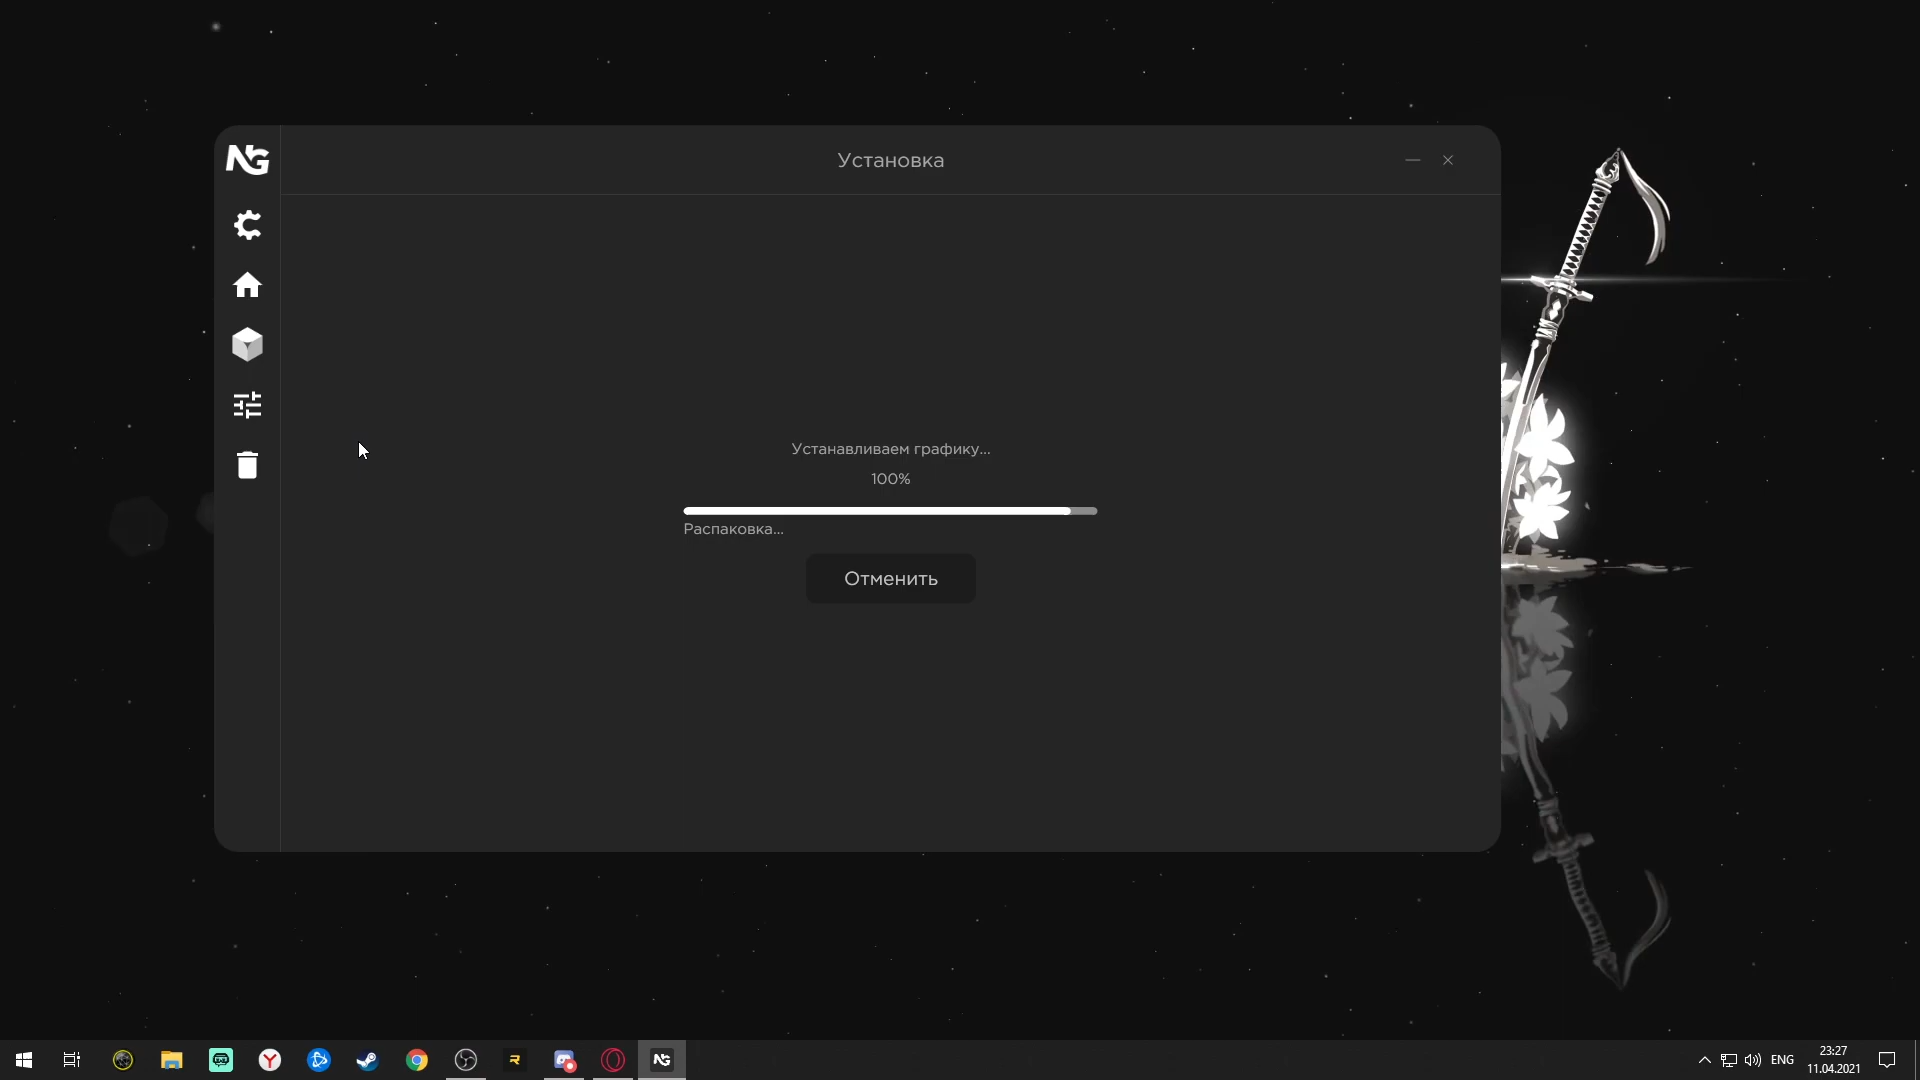 NG
Установка
Устанавливаем графику...
100%
Распаковка...
Отменить
ENG
23:27
11.04.2021